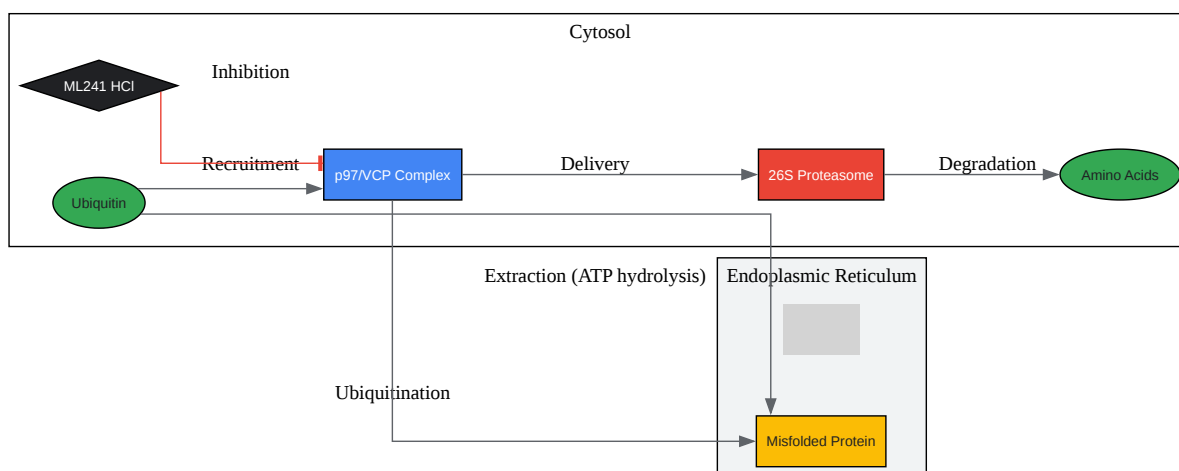 Cytosol
Inhibition
ML241 HCl
Recruitment
p97/VCP Complex
Delivery
26S Proteasome
Degradation
Amino Acids
Ubiquitin
Extraction (ATP hydrolysis)
Endoplasmic Reticulum
Ubiquitination
Misfolded Protein